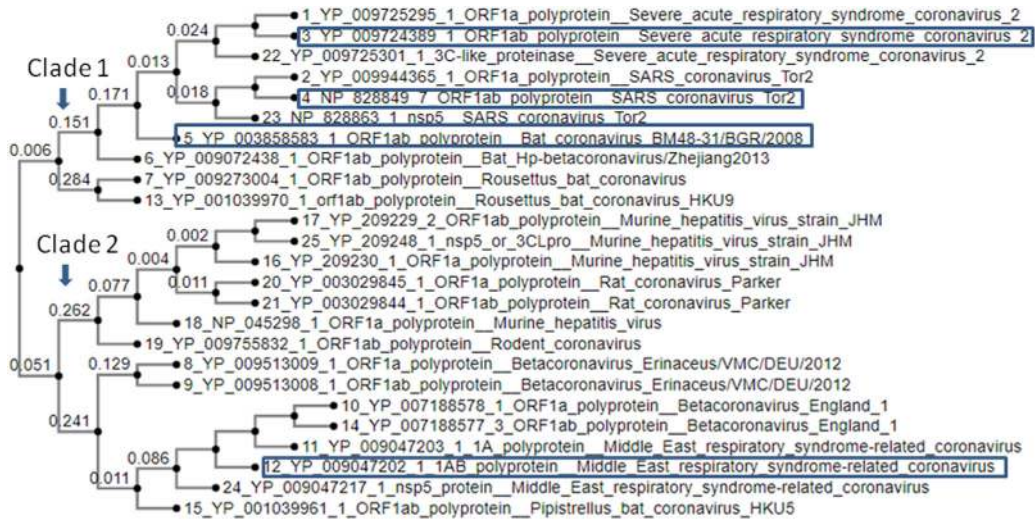 1_YP_009725295_1_ORF1a_polyprotein__Severe_acute_respiratory_syndrome_coronavirus_2
0.024
3_YP_009724389_1_ORF1ab_polyprotein__Severe_acute_respiratory_syndrome_coronavirus_2
22_YP_009725301_1_3C-like_proteinase__Severe_acute_respiratory_syndrome_coronavirus_2
Clade 1
0.013
2_YP_009944365_1_ORF1a_polyprotein__SARS_coronavirus_Tor2
0.171
0.018
4_NP_828849_7_ORF1ab_polyprotein__SARS_coronavirus_Tor2
23_NP_828863_1_nsp5__SARS_coronavirus_Tor2
0.151
5_YP_003858583_1_ORF1ab_polyprotein__Bat_coronavirus_BM48-31/BGR/2008
0.006
6_YP_009072438_1_ORF1ab_polyprotein__Bat_Hp-betacoronavirus/Zhejiang2013
0.284
7_YP_009273004_1_ORF1ab_polyprotein__Rousettus_bat_coronavirus
13_YP_001039970_1_orf1ab_polyprotein__Rousettus_bat_coronavirus_HKU9
17_YP_209229_2_ORF1ab_polyprotein__Murine_hepatitis_virus_strain_JHM
Clade 2
0.002
25_YP_209248_1_nsp5_or_3CLpro__Murine_hepatitis_virus_strain_JHM
0.004
16_YP_209230_1_ORF1a_polyprotein__Murine_hepatitis_virus_strain_JHM
0.077
0.011
20_YP_003029845_1_ORF1a_polyprotein__Rat_coronavirus_Parker
21_YP_003029844_1_ORF1ab_polyprotein__Rat_coronavirus_Parker
0.262
18_NP_045298_1_ORF1a_polyprotein__Murine_hepatitis_virus
19_YP_009755832_1_ORF1ab_polyprotein__Rodent_coronavirus
0.051
0.129
8_YP_009513009_1_ORF1a_polyprotein__Betacoronavirus_Erinaceus/VMC/DEU/2012
9_YP_009513008_1_ORF1ab_polyprotein__Betacoronavirus_Erinaceus/VMC/DEU/2012
10_YP_007188578_1_ORF1a_polyprotein__Betacoronavirus_England_1
0.241
14_YP_007188577_3_ORF1ab_polyprotein__Betacoronavirus_England_1
11_YP_009047203_1_1A_polyprotein__Middle_East_respiratory_syndrome-related_coronavirus
0.086
12_YP_009047202_1_1AB_polyprotein__Middle_East_respiratory_syndrome-related_coronavirus
0.011
24_YP_009047217_1_nsp5_protein__Middle_East_respiratory_syndrome-related_coronavirus
15_YP_001039961_1_ORF1ab_polyprotein__Pipistrellus_bat_coronavirus_HKU5